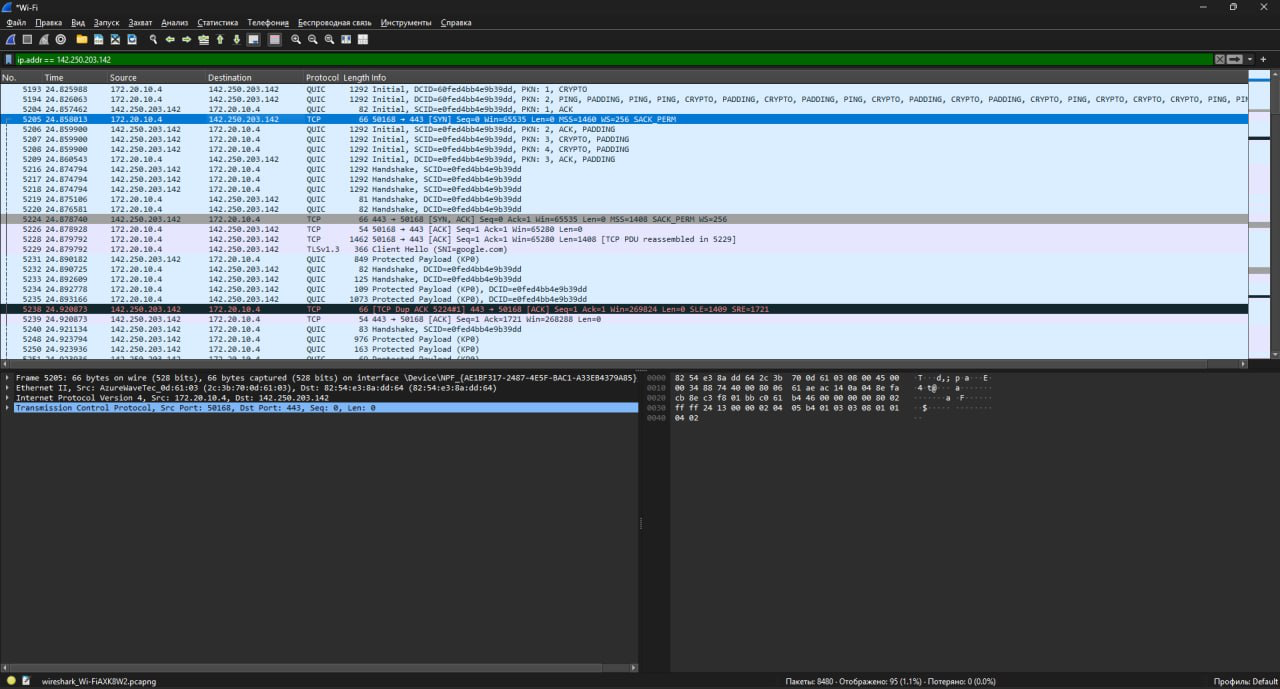 *Wi-Fi
Файл Правка Вид Запуск Захват Анализ Статистика Телефония Беспроводная связь Инструменты Справка
ip.addr == 142.250.203.142
No. Time Source Destination Protocol Length Info
5193 24.825988 172.20.10.4 142.250.203.142 QUIC 1292 Initial, DCID=60fed4bb4e9b39dd, PKN: 1, CRYPTO
5194 24.826063 172.20.10.4 142.250.203.142 QUIC 1292 Initial, DCID=60fed4bb4e9b39dd, PKN: 2, PING, PADDING, PING, PING, CRYPTO, PADDING, CRYPTO, PADDING, CRYPTO, PADDING, PING, CRYPTO, PADDING, CRYPTO, PADDING, CRYPTO, CRYPTO, PING, PIN
5204 24.857462 142.250.203.142 172.20.10.4 QUIC 82 Initial, SCID=e0fed4bb4e9b39dd, PKN: 1, ACK
5205 24.858013 172.20.10.4 142.250.203.142 TCP 66 50168 → 443 [SYN] Seq=0 Win=65535 Len=0 MSS=1460 WS=256 SACK_PERM
5206 24.859900 142.250.203.142 172.20.10.4 QUIC 1292 Initial, SCID=e0fed4bb4e9b39dd, PKN: 2, ACK, PADDING
5207 24.859900 142.250.203.142 172.20.10.4 QUIC 1292 Initial, SCID=e0fed4bb4e9b39dd, PKN: 3, CRYPTO, PADDING
5208 24.859900 142.250.203.142 172.20.10.4 QUIC 1292 Initial, SCID=e0fed4bb4e9b39dd, PKN: 4, CRYPTO, PADDING
5209 24.860543 172.20.10.4 142.250.203.142 QUIC 1292 Initial, DCID=e0fed4bb4e9b39dd, PKN: 3, ACK, PADDING
5216 24.874794 142.250.203.142 172.20.10.4 QUIC 1292 Handshake, SCID=e0fed4bb4e9b39dd
5217 24.874794 142.250.203.142 172.20.10.4 QUIC 1292 Handshake, SCID=e0fed4bb4e9b39dd
5218 24.874794 142.250.203.142 172.20.10.4 QUIC 1292 Handshake, SCID=e0fed4bb4e9b39dd
5219 24.875106 172.20.10.4 142.250.203.142 QUIC 81 Handshake, DCID=e0fed4bb4e9b39dd
5220 24.876581 172.20.10.4 142.250.203.142 QUIC 82 Handshake, DCID=e0fed4bb4e9b39dd
5224 24.878740 142.250.203.142 172.20.10.4 TCP 66 443 → 50168 [SYN, ACK] Seq=0 Ack=1 Win=65535 Len=0 MSS=1408 SACK_PERM WS=256
5226 24.878928 172.20.10.4 142.250.203.142 TCP 54 50168 → 443 [ACK] Seq=1 Ack=1 Win=65280 Len=0
5228 24.879792 172.20.10.4 142.250.203.142 TCP 1462 50168 → 443 [ACK] Seq=1 Ack=1 Win=65280 Len=1408 [TCP PDU reassembled in 5229]
5229 24.879792 172.20.10.4 142.250.203.142 TLSv1.3 366 Client Hello (SNI=google.com)
5231 24.890182 142.250.203.142 172.20.10.4 QUIC 849 Protected Payload (KP0)
5232 24.890725 172.20.10.4 142.250.203.142 QUIC 82 Handshake, DCID=e0fed4bb4e9b39dd
5233 24.892609 172.20.10.4 142.250.203.142 QUIC 125 Handshake, DCID=e0fed4bb4e9b39dd
5234 24.892778 172.20.10.4 142.250.203.142 QUIC 109 Protected Payload (KP0), DCID=e0fed4bb4e9b39dd
5235 24.893166 172.20.10.4 142.250.203.142 QUIC 1073 Protected Payload (KP0), DCID=e0fed4bb4e9b39dd
5238 24.920873 142.250.203.142 172.20.10.4 TCP 66 [TCP Dup ACK 5224#1] 443 → 50168 [ACK] Seq=1 Ack=1 Win=269824 Len=0 SLE=1409 SRE=1721
5239 24.920873 142.250.203.142 172.20.10.4 TCP 54 443 → 50168 [ACK] Seq=1 Ack=1721 Win=268288 Len=0
5240 24.921134 142.250.203.142 172.20.10.4 QUIC 83 Handshake, SCID=e0fed4bb4e9b39dd
5248 24.923794 142.250.203.142 172.20.10.4 QUIC 976 Protected Payload (KP0)
5250 24.923936 142.250.203.142 172.20.10.4 QUIC 163 Protected Payload (KP0)
5251 24.923936 142.250.203.142 172.20.10.4 QUIC 69 Protected Payload (KP0)
Frame 5205: 66 bytes on wire (528 bits), 66 bytes captured (528 bits) on interface \Device\NPF_{AE1BF317-2487-4E5F-BAC1-A33EB4379A85}
Ethernet II, Src: AzureWaveTec_0d:61:03 (2c:3b:70:0d:61:03), Dst: 82:54:e3:8a:dd:64 (82:54:e3:8a:dd:64)
Internet Protocol Version 4, Src: 172.20.10.4, Dst: 142.250.203.142
Transmission Control Protocol, Src Port: 50168, Dst Port: 443, Seq: 0, Len: 0
0000 82 54 e3 8a dd 64 2c 3b 70 0d 61 03 08 00 45 00 ·T···d,; p·a···E·
0010 00 34 88 74 40 00 80 06 61 ae ac 14 0a 04 8e fa ·4·t@··· a·······
0020 cb 8e c3 f8 01 bb c0 61 b4 46 00 00 00 00 80 02 ·······a ·F······
0030 ff ff 24 13 00 00 02 04 05 b4 01 03 03 08 01 01 ··$····· ········
0040 04 02 ··
wireshark_Wi-FiAXK8W2.pcapng
Пакеты: 8480 · Отображено: 95 (1.1%) · Потеряно: 0 (0.0%)
Профиль: Default